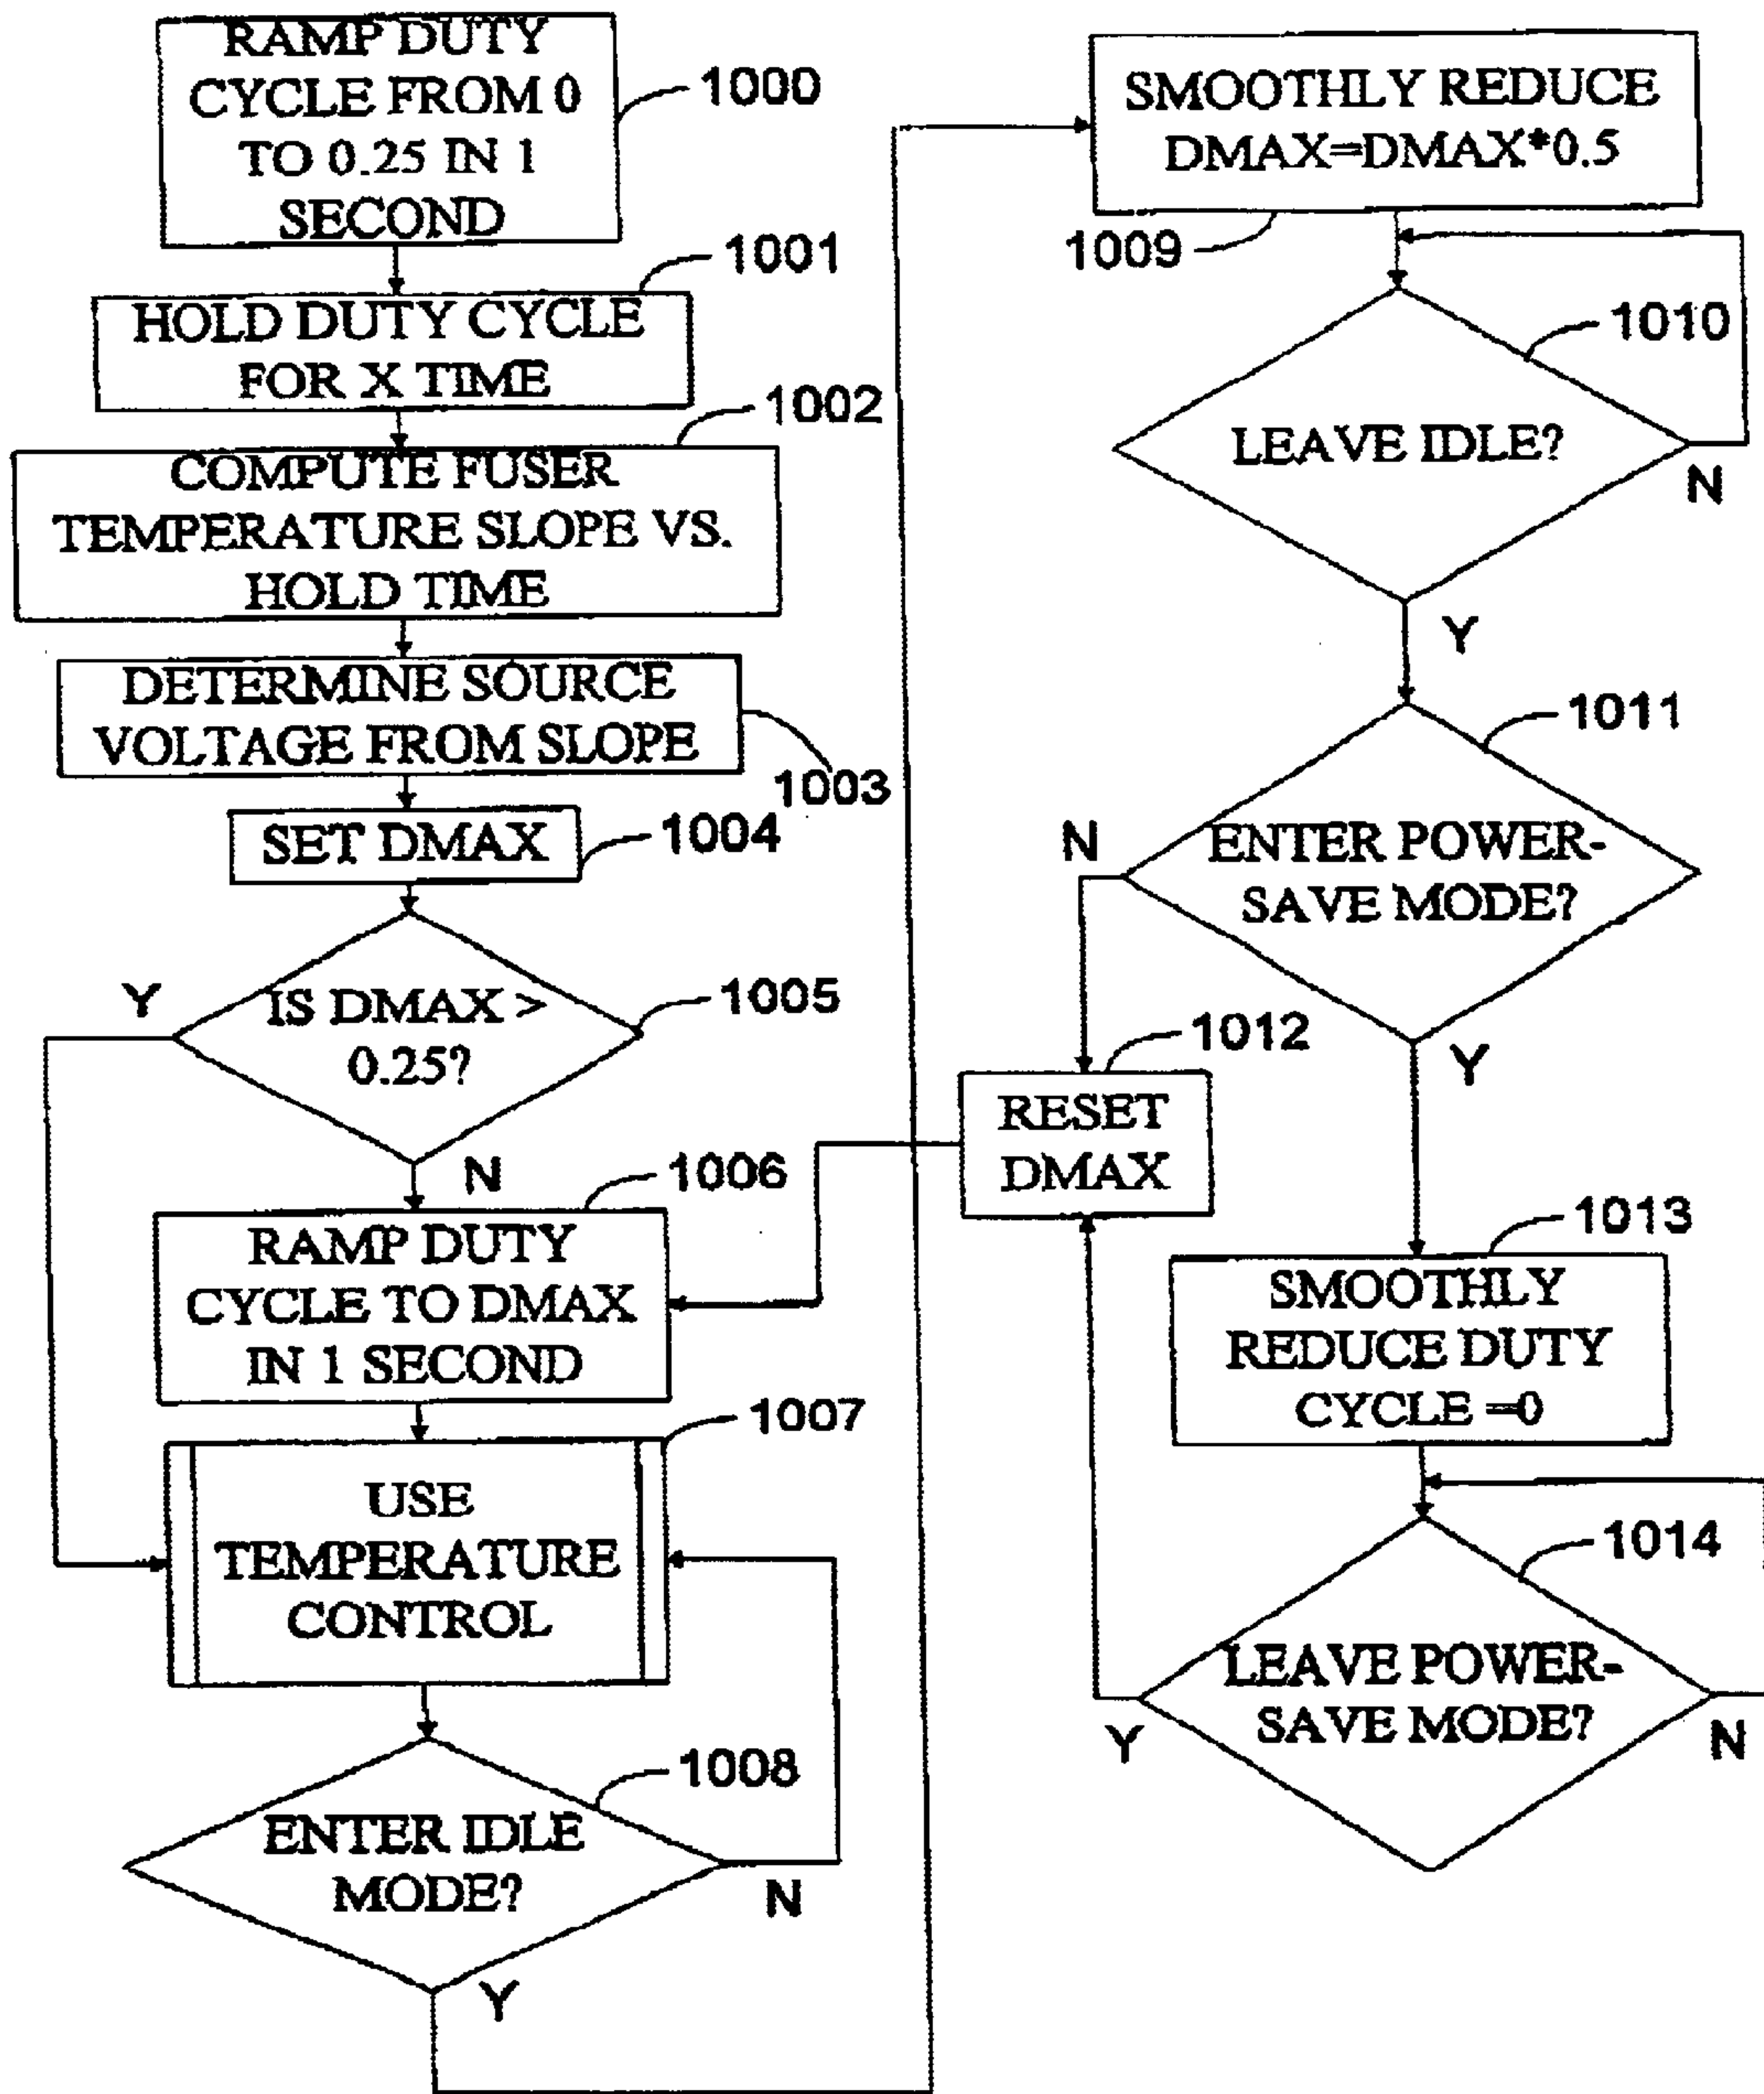 RAMP DUTY
CYCLE FROM 0
TO 0.25 IN 1
SECOND
1000
HOLD DUTY CYCLE
FOR X TIME
1001
COMPUTE FUSER
TEMPERATURE SLOPE VS.
HOLD TIME
1002
DETERMINE SOURCE
VOLTAGE FROM SLOPE
1003
SET DMAX
1004
IS DMAX >
0.25?
1005
Y
N
RAMP DUTY
CYCLE TO DMAX
IN 1 SECOND
1006
USE
TEMPERATURE
CONTROL
1007
ENTER IDLE
MODE?
1008
N
Y
SMOOTHLY REDUCE
DMAX=DMAX*0.5
1009
LEAVE IDLE?
1010
N
Y
ENTER POWER-
SAVE MODE?
1011
N
Y
RESET
DMAX
1012
SMOOTHLY
REDUCE DUTY
CYCLE =0
1013
LEAVE POWER-
SAVE MODE?
1014
Y
N